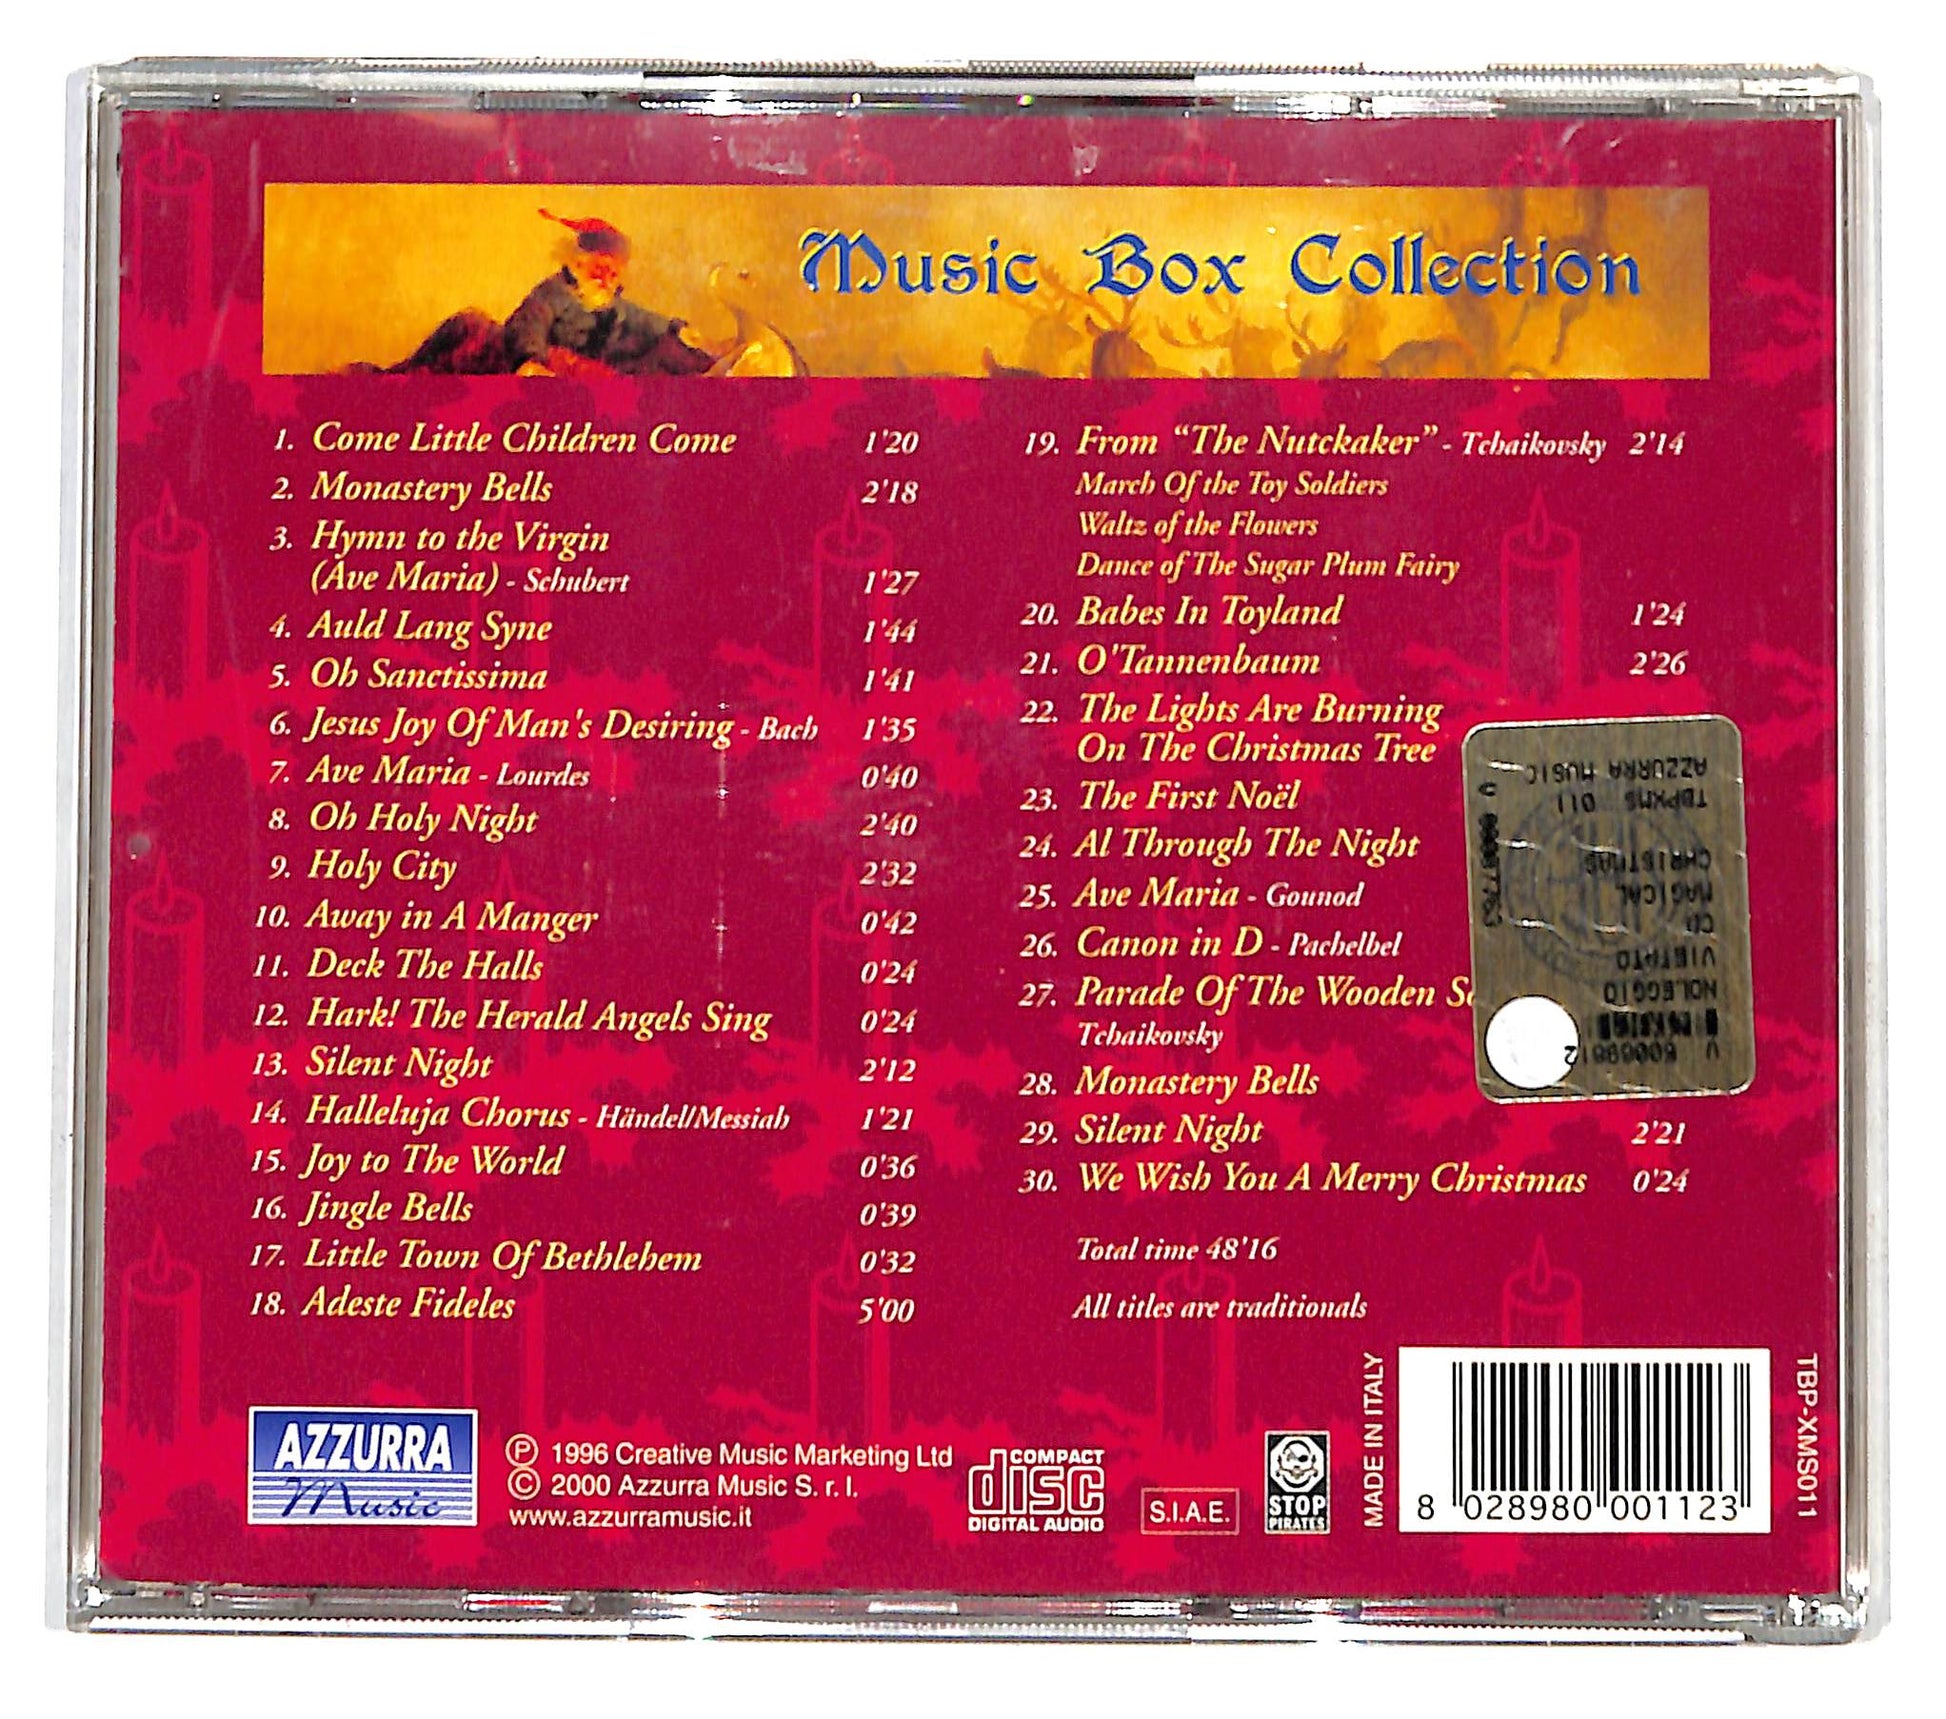 Music Box Collection
1. Come Little Children Come 1'20
2. Monastery Bells 2'18
3. Hymn to the Virgin
(Ave Maria) - Schubert 1'27
4. Auld Lang Syne 1'44
5. Oh Sanctissima 1'41
6. Jesus Joy Of Man's Desiring - Bach 1'35
7. Ave Maria - Lourdes 0'40
8. Oh Holy Night 2'40
9. Holy City 2'32
10. Away in A Manger 0'42
11. Deck The Halls 0'24
12. Hark! The Herald Angels Sing 0'24
13. Silent Night 2'12
14. Halleluja Chorus - Händel/Messiah 1'21
15. Joy to The World 0'36
16. Jingle Bells 0'39
17. Little Town Of Bethlehem 0'32
18. Adeste Fideles 5'00
19. From “The Nutckaker” - Tchaikovsky 2'14
March Of the Toy Soldiers
Waltz of the Flowers
Dance of The Sugar Plum Fairy
20. Babes In Toyland 1'24
21. O'Tannenbaum 2'26
22. The Lights Are Burning
On The Christmas Tree
23. The First Noël
24. Al Through The Night
25. Ave Maria - Gounod
26. Canon in D - Pachelbel
27. Parade Of The Wooden
Tchaikovsky
28. Monastery Bells
29. Silent Night 2'21
30. We Wish You A Merry Christmas 0'24
Total time 48'16
All titles are traditionals
AZZURRA MUSIC
TBPXMS 011
CHRISTMAS
MAGICAL
CD
VIETATO
NOLEGGIO
AZZURRA
Music
Ⓟ 1996 Creative Music Marketing Ltd
© 2000 Azzurra Music S. r. l.
www.azzurramusic.it
COMPACT
disc
DIGITAL AUDIO
S.I.A.E.
STOP
PIRATES
MADE IN ITALY
8 028980 001123
TBP-XMS011